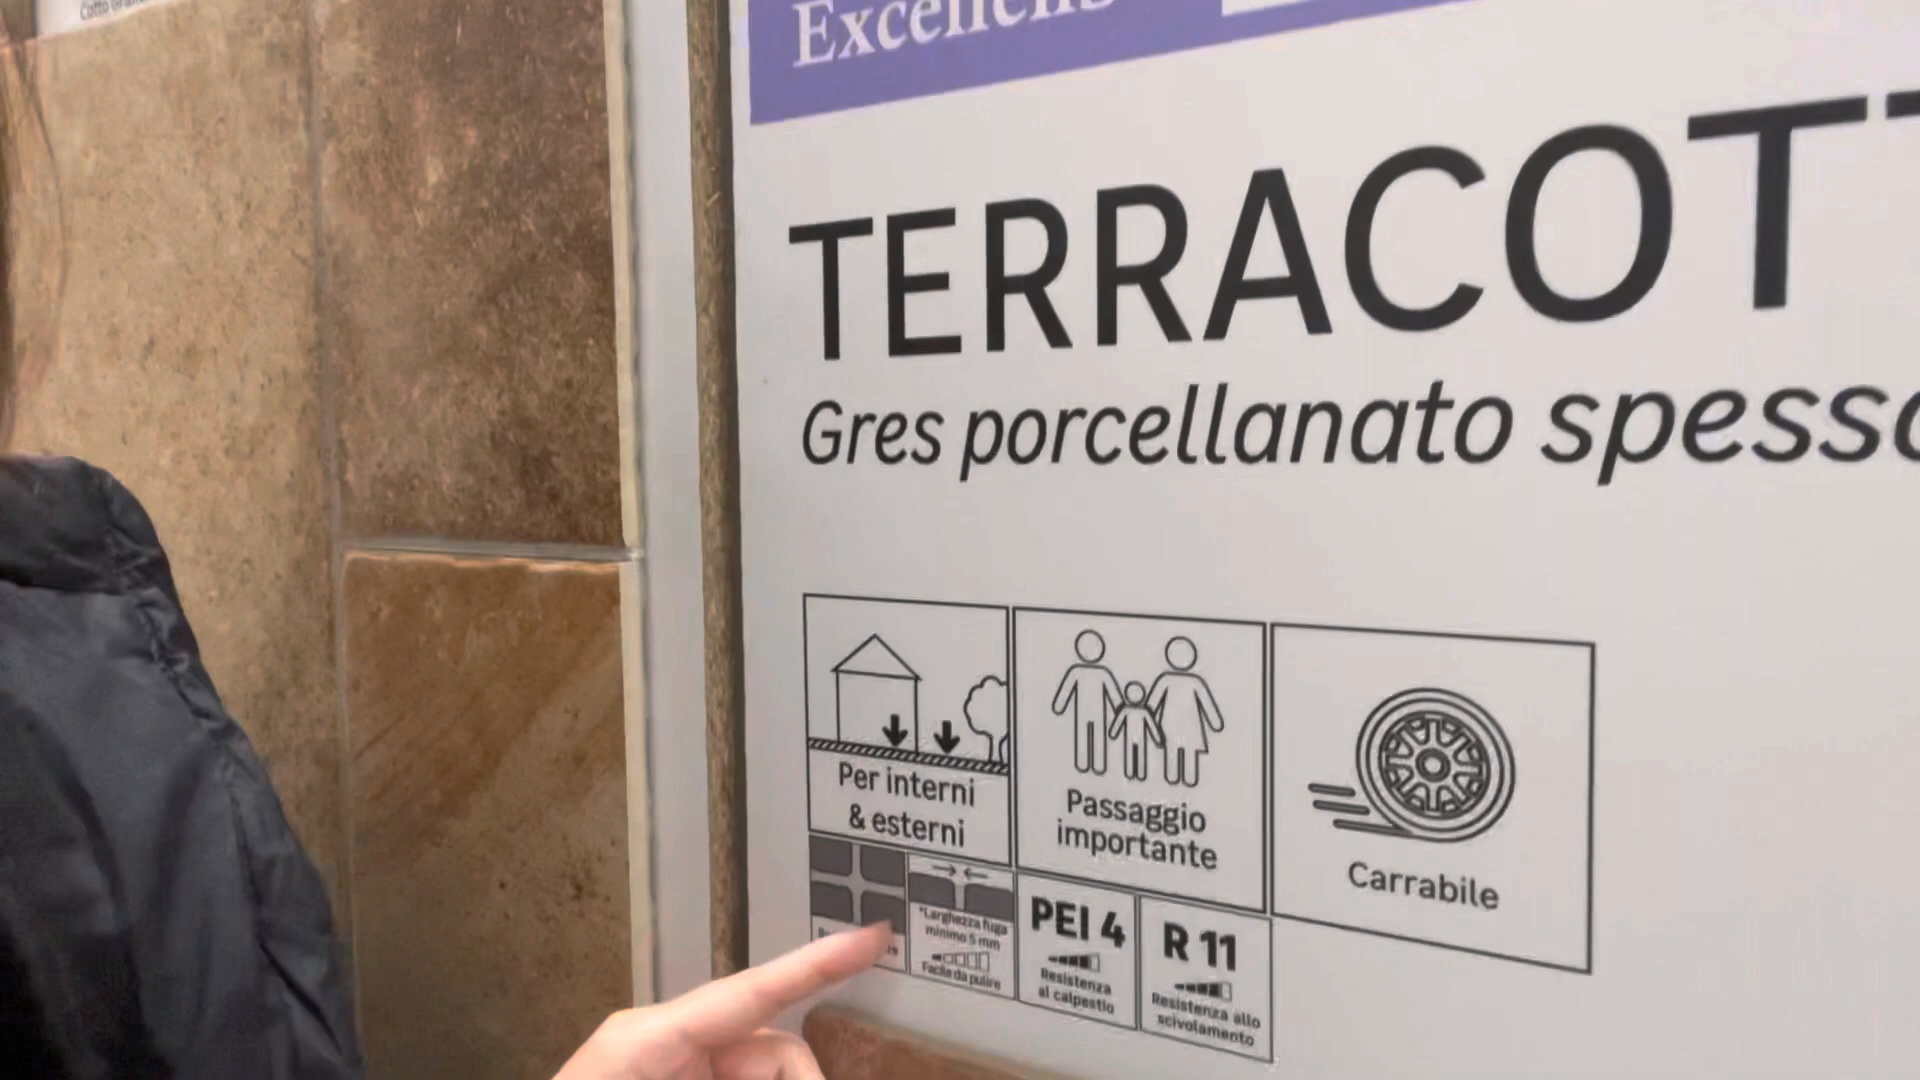 Cotto
Excellens
TERRACOTT
Gres porcellanato spesso
Per interni
& esterni
Passaggio
importante
Carrabile
*Larghezza fuga
minimo 5 mm
Facile da pulire
PEI 4
Resistenza
al calpestio
R 11
Resistenza allo
scivolamento